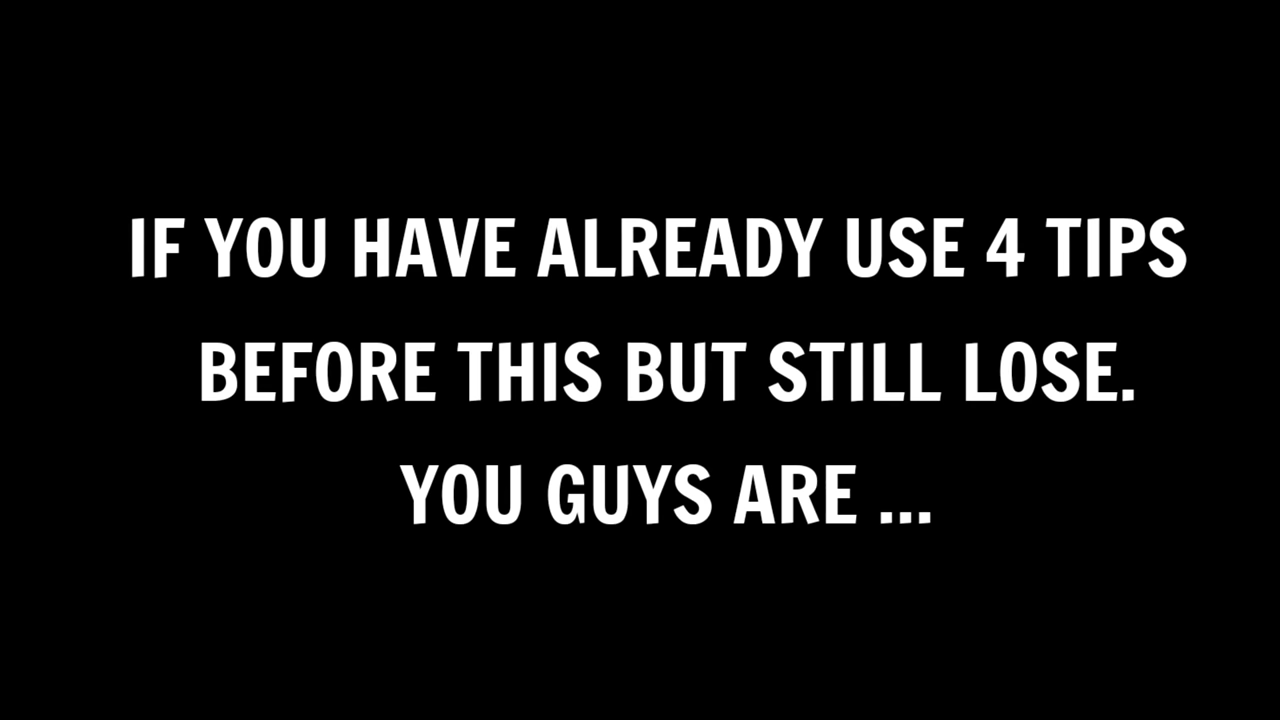 IF YOU HAVE ALREADY USE 4 TIPS
BEFORE THIS BUT STILL LOSE.
YOU GUYS ARE ...